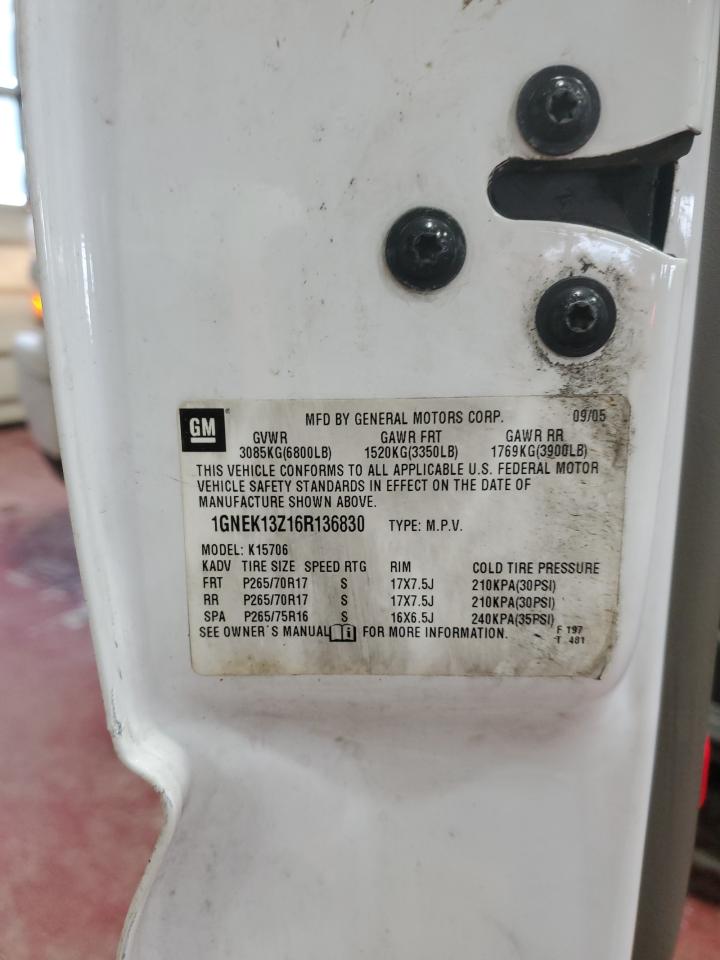 GM MFD BY GENERAL MOTORS CORP. 09/05
GVWR GAWR FRT GAWR RR
3085KG(6800LB) 1520KG(3350LB) 1769KG(3900LB)
THIS VEHICLE CONFORMS TO ALL APPLICABLE U.S. FEDERAL MOTOR
VEHICLE SAFETY STANDARDS IN EFFECT ON THE DATE OF
MANUFACTURE SHOWN ABOVE.
1GNEK13Z16R136830 TYPE: M.P.V.
MODEL: K15706
KADV TIRE SIZE SPEED RTG RIM COLD TIRE PRESSURE
FRT P265/70R17 S 17X7.5J 210KPA(30PSI)
RR P265/70R17 S 17X7.5J 210KPA(30PSI)
SPA P265/75R16 S 16X6.5J 240KPA(35PSI)
SEE OWNER'S MANUAL FOR MORE INFORMATION.
F 197
T 481